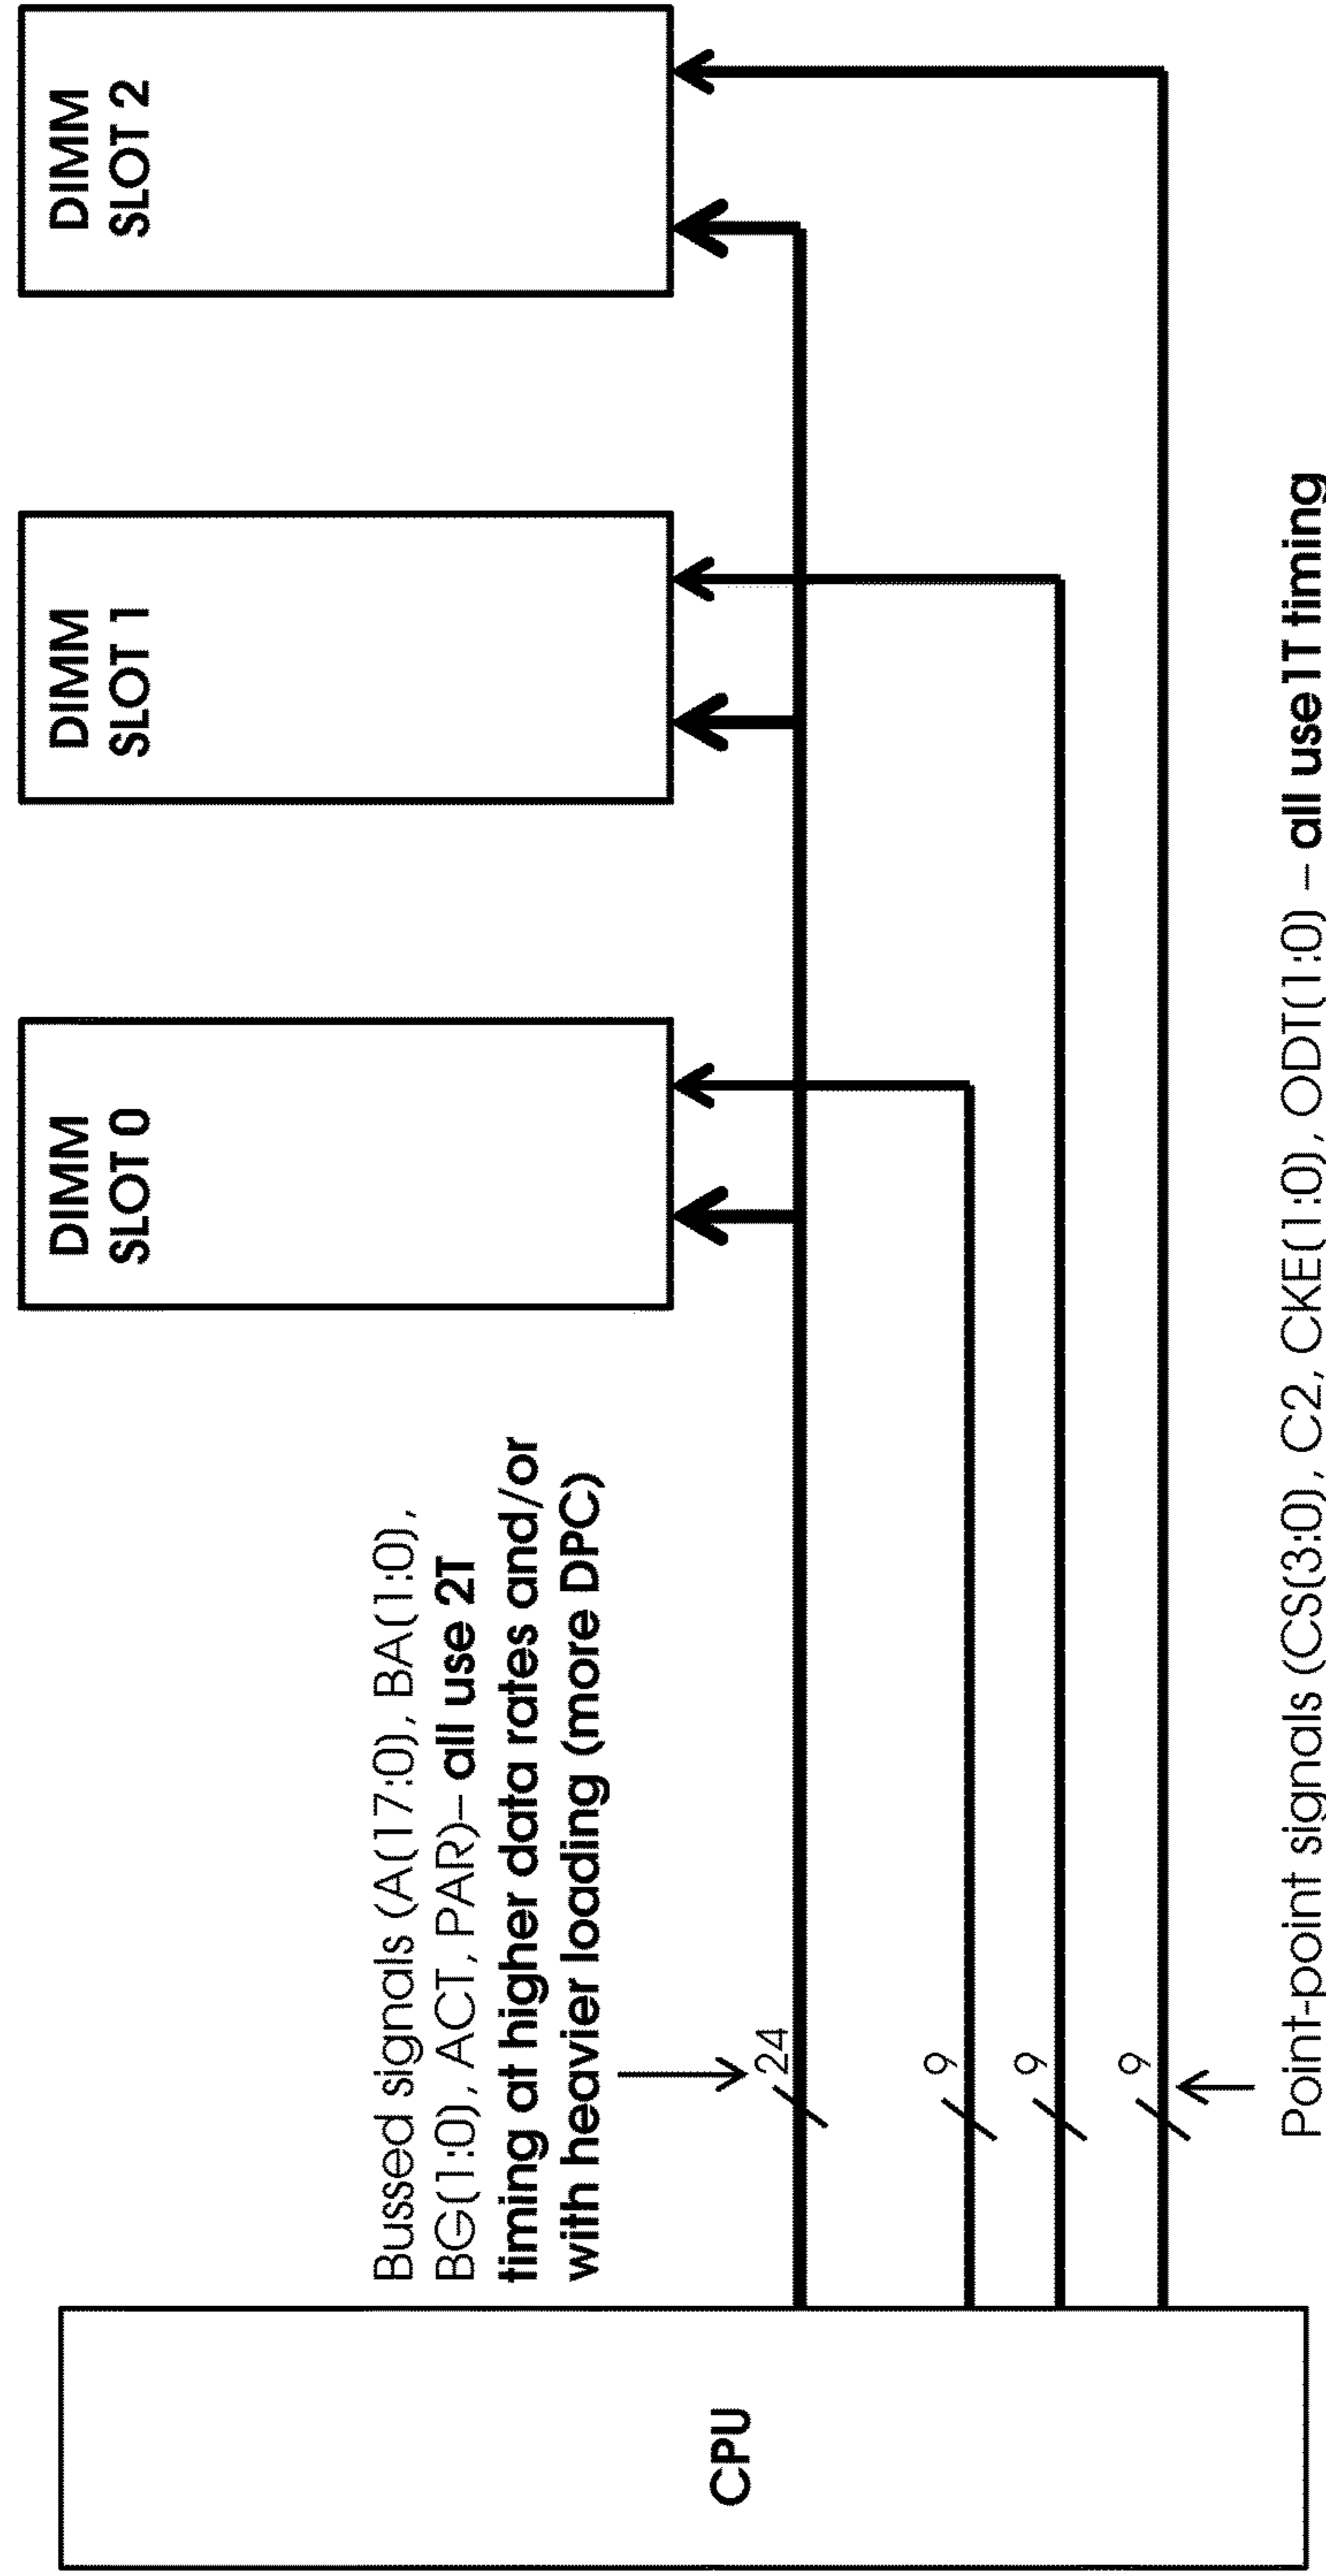 DIMM
SLOT 0
DIMM
SLOT 1
DIMM
SLOT 2
Bussed signals (A(17:0), BA(1:0),
BG(1:0), ACT, PAR)– all use 2T
timing at higher data rates and/or
with heavier loading (more DPC)
CPU
24
9
9
9
Point-point signals (CS(3:0), C2, CKE(1:0), ODT(1:0) – all use 1T timing